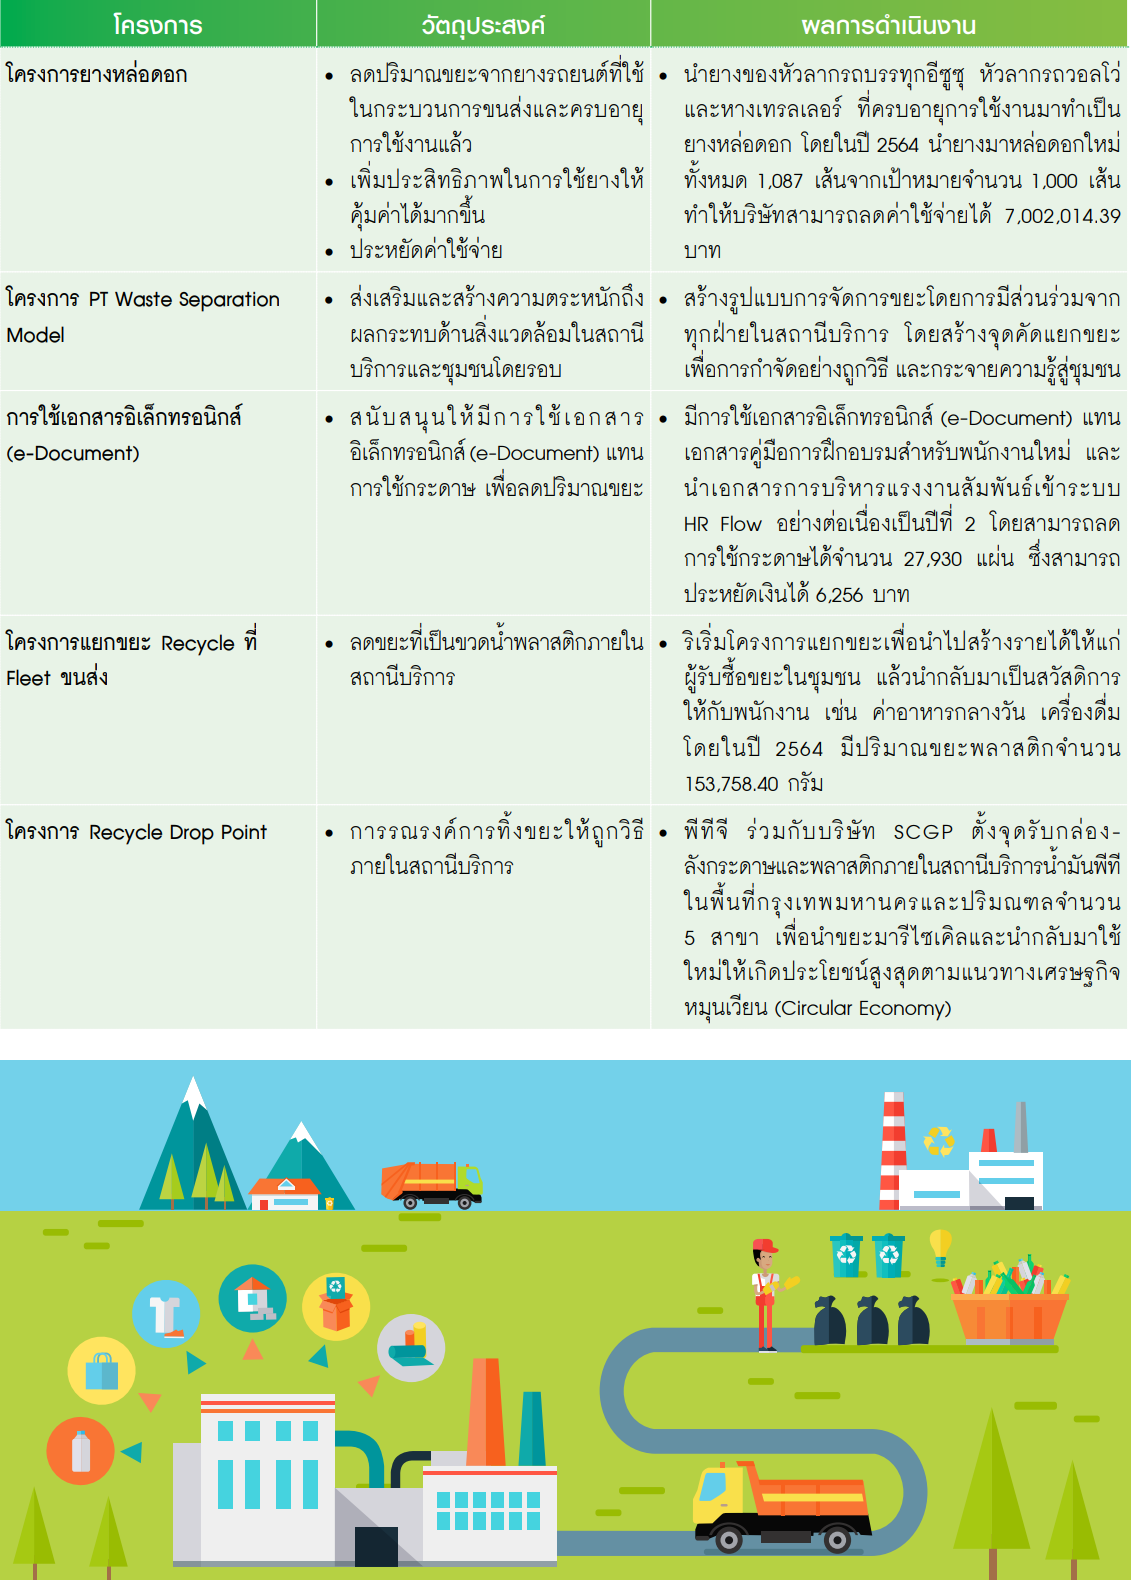 โครงการ
วัตถุประสงค์
ผลการดำเนินงาน
โครงการยางหล่อดอก
• ลดปริมาณขยะจากยางรถยนต์ที่ใช้
ในกระบวนการขนส่งและครบอายุ
การใช้งานแล้ว
• เพิ่มประสิทธิภาพในการใช้ยางให้
คุ้มค่าได้มากขึ้น
• ประหยัดค่าใช้จ่าย
• นำยางของหัวลากรถบรรทุกอีซูซุ หัวลากรถวอลโว่
และหางเทรลเลอร์ ที่ครบอายุการใช้งานมาทำเป็น
ยางหล่อดอก โดยในปี 2564 นำยางมาหล่อดอกใหม่
ทั้งหมด 1,087 เส้นจากเป้าหมายจำนวน 1,000 เส้น
ทำให้บริษัทสามารถลดค่าใช้จ่ายได้ 7,002,014.39
บาท
โครงการ PT Waste Separation
Model
• ส่งเสริมและสร้างความตระหนักถึง
ผลกระทบด้านสิ่งแวดล้อมในสถานี
บริการและชุมชนโดยรอบ
• สร้างรูปแบบการจัดการขยะโดยการมีส่วนร่วมจาก
ทุกฝ่ายในสถานีบริการ โดยสร้างจุดคัดแยกขยะ
เพื่อการกำจัดอย่างถูกวิธี และกระจายความรู้สู่ชุมชน
การใช้เอกสารอิเล็กทรอนิกส์
(e-Document)
• สนับสนุนให้มีการใช้เอกสาร
อิเล็กทรอนิกส์ (e-Document) แทน
การใช้กระดาษ เพื่อลดปริมาณขยะ
• มีการใช้เอกสารอิเล็กทรอนิกส์ (e-Document) แทน
เอกสารคู่มือการฝึกอบรมสำหรับพนักงานใหม่ และ
นำเอกสารการบริหารแรงงานสัมพันธ์เข้าระบบ
HR Flow อย่างต่อเนื่องเป็นปีที่ 2 โดยสามารถลด
การใช้กระดาษได้จำนวน 27,930 แผ่น ซึ่งสามารถ
ประหยัดเงินได้ 6,256 บาท
โครงการแยกขยะ Recycle ที่
Fleet ขนส่ง
• ลดขยะที่เป็นขวดน้ำพลาสติกภายใน
สถานีบริการ
• ริเริ่มโครงการแยกขยะเพื่อนำไปสร้างรายได้ให้แก่
ผู้รับซื้อขยะในชุมชน แล้วนำกลับมาเป็นสวัสดิการ
ให้กับพนักงาน เช่น ค่าอาหารกลางวัน เครื่องดื่ม
โดยในปี 2564 มีปริมาณขยะพลาสติกจำนวน
153,758.40 กรัม
โครงการ Recycle Drop Point
• การรณรงค์การทิ้งขยะให้ถูกวิธี
ภายในสถานีบริการ
• พีทีจี ร่วมกับบริษัท SCGP ตั้งจุดรับกล่อง-
ลังกระดาษและพลาสติกภายในสถานีบริการน้ำมันพีที
ในพื้นที่กรุงเทพมหานครและปริมณฑลจำนวน
5 สาขา เพื่อนำขยะมารีไซเคิลและนำกลับมาใช้
ใหม่ให้เกิดประโยชน์สูงสุดตามแนวทางเศรษฐกิจ
หมุนเวียน (Circular Economy)